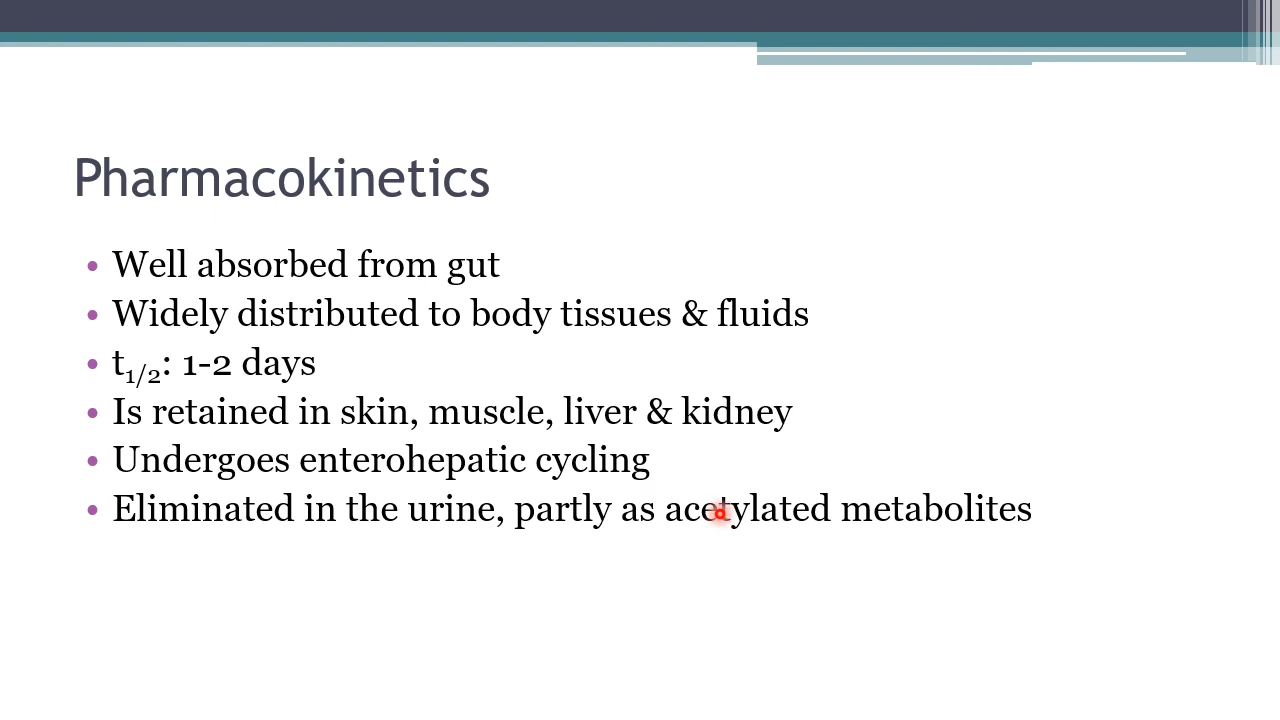 Pharmacokinetics
• Well absorbed from gut
• Widely distributed to body tissues & fluids
• t1/2: 1-2 days
• Is retained in skin, muscle, liver & kidney
• Undergoes enterohepatic cycling
• Eliminated in the urine, partly as acetylated metabolites